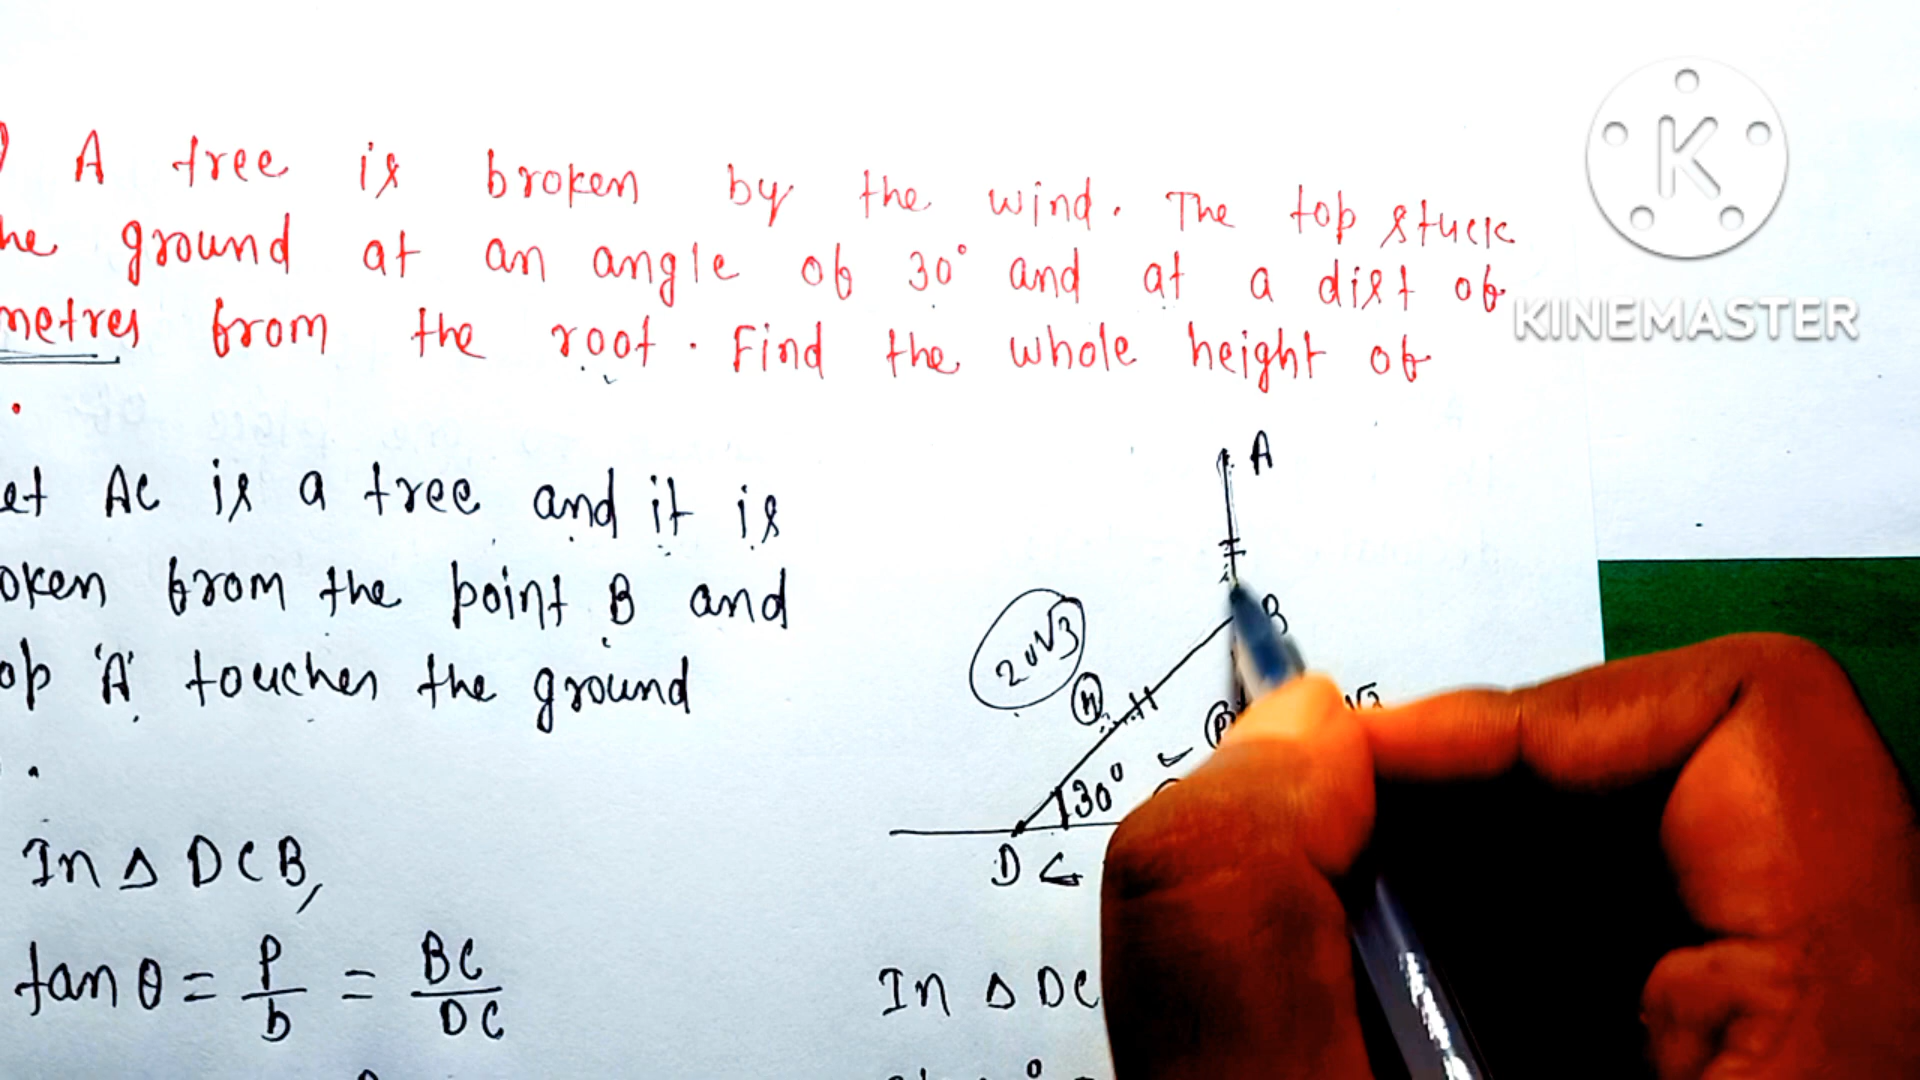 A tree is broken by the wind. The top stuck
he ground at an angle of 30° and at a dist of
metres from the root. Find the whole height of
KINEMASTER
et AC is a tree and it is
oken from the point B and
op 'A' touches the ground
In Δ DCB,
tan θ = P/b = BC/DC
A
B
20√3
H
30°
D
In Δ DC